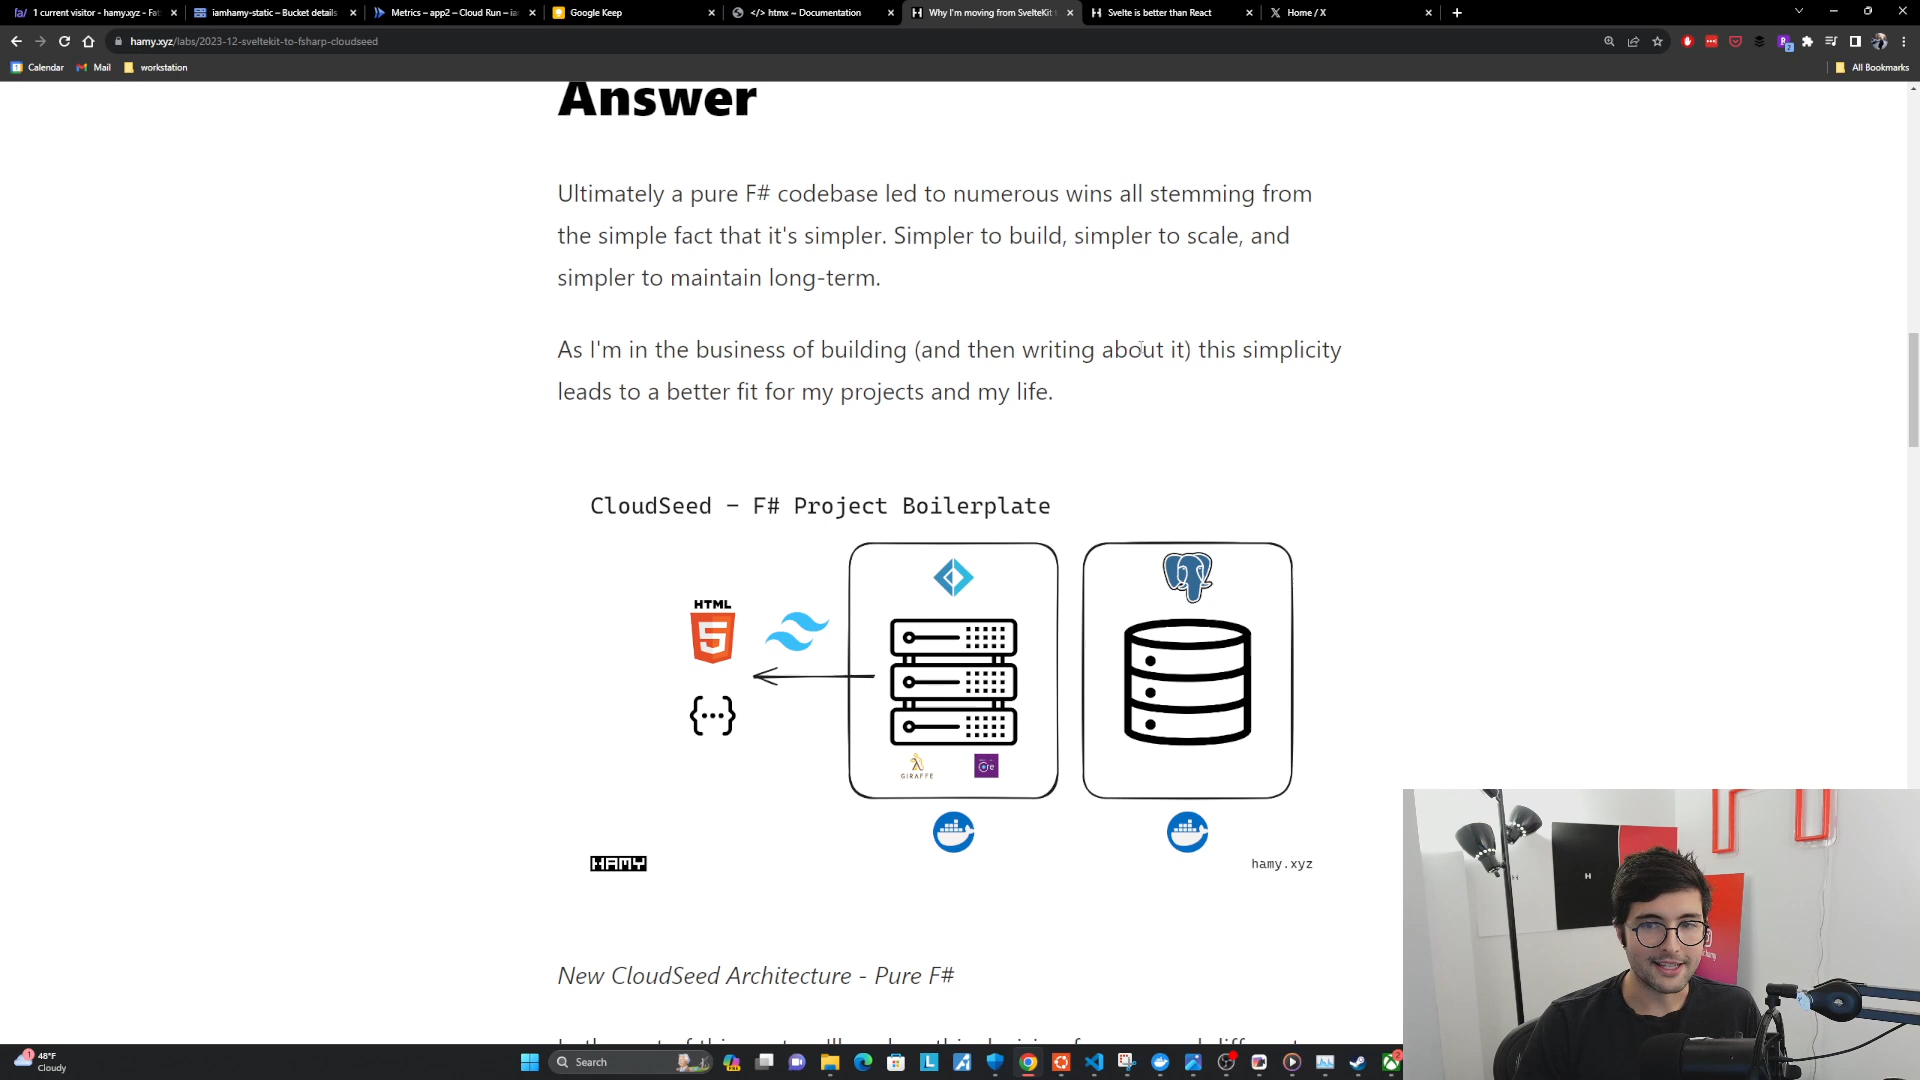 1 current visitor - hamy.xyz - Fat
iamhamy-static – Bucket details
Metrics – app2 – Cloud Run – ia
Google Keep
</> htmx ~ Documentation
Why I'm moving from SvelteKit t
Svelte is better than React
Home / X
hamy.xyz/labs/2023-12-sveltekit-to-fsharp-cloudseed
Calendar
Mail
workstation
All Bookmarks
Answer
Ultimately a pure F# codebase led to numerous wins all stemming from
the simple fact that it's simpler. Simpler to build, simpler to scale, and
simpler to maintain long-term.
As I'm in the business of building (and then writing about it) this simplicity
leads to a better fit for my projects and my life.
CloudSeed – F# Project Boilerplate
HTML
5
{...}
GIRAFFE
Core
HAMY
hamy.xyz
New CloudSeed Architecture - Pure F#
48°F
Cloudy
Search